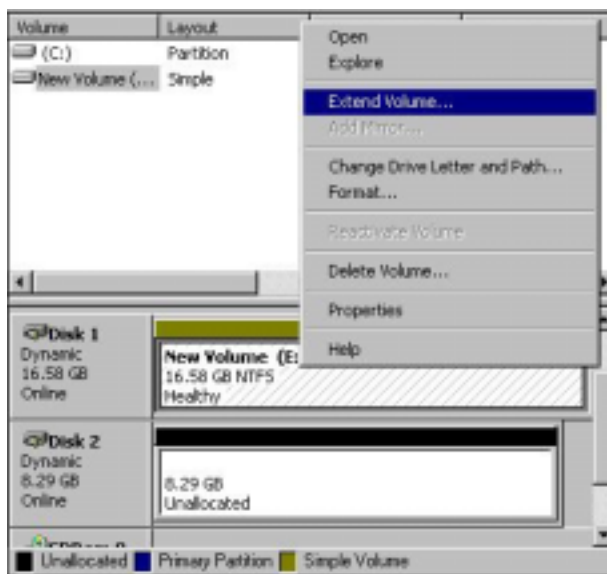 Volume Layout
(C:) Partition
New Volume (... Simple
Open
Explore
Extend Volume...
Add Mirror...
Change Drive Letter and Path...
Format...
Reactivate Volume
Delete Volume...
Properties
Help
Disk 1
Dynamic
16.58 GB
Online
New Volume (E:
16.58 GB NTFS
Healthy
Disk 2
Dynamic
8.29 GB
Online
8.29 GB
Unallocated
Unallocated Primary Partition Simple Volume